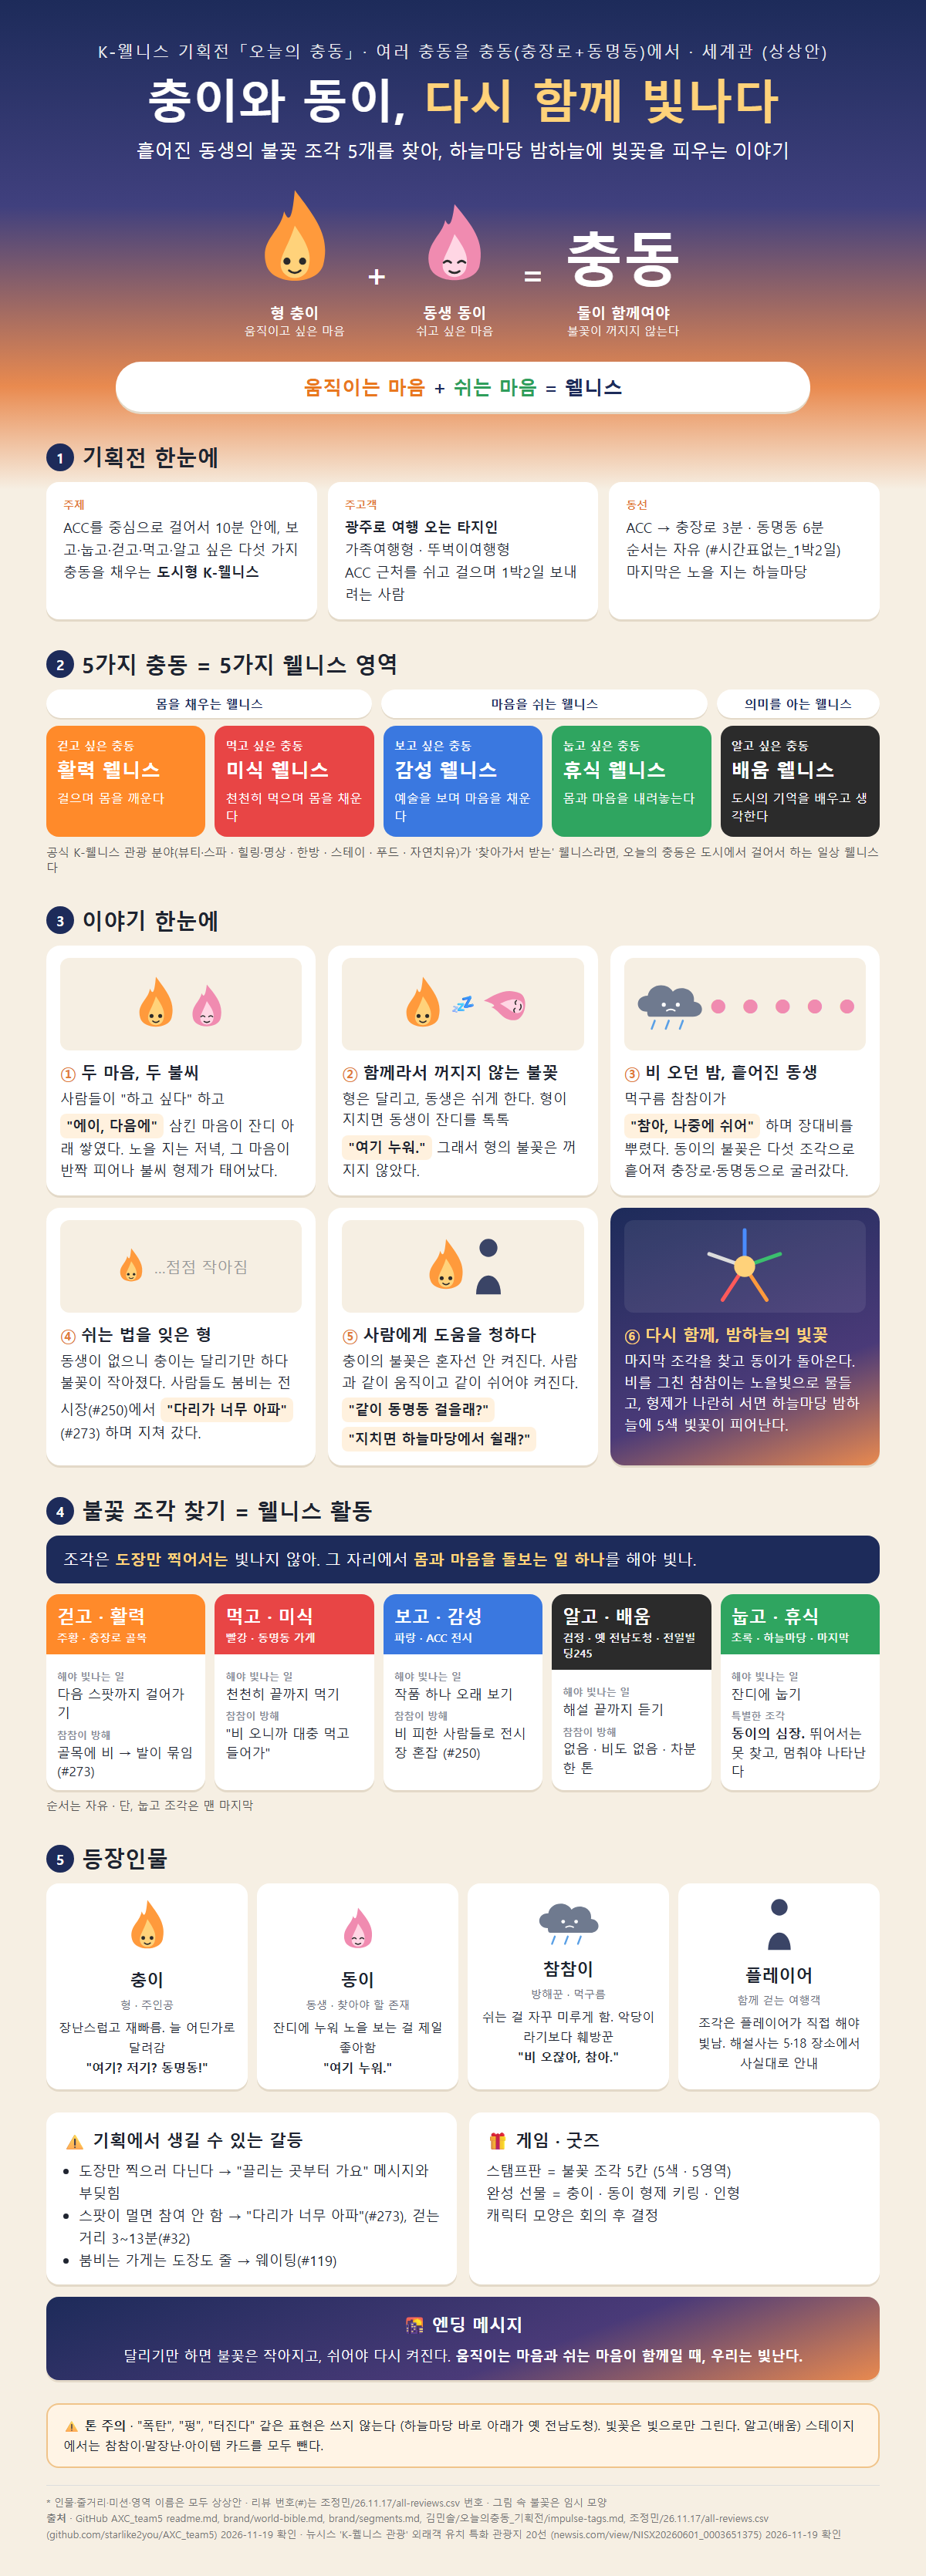 K-웰니스 기획전「오늘의 충동」· 여러 충동을 충동(충장로+동명동)에서 · 세계관 (상상안)
충이와 동이, 다시 함께 빛나다
흩어진 동생의 불꽃 조각 5개를 찾아, 하늘마당 밤하늘에 빛꽃을 피우는 이야기
+ = 충동
형 충이 동생 동이 둘이 함께여야
움직이고 싶은 마음 쉬고 싶은 마음 불꽃이 꺼지지 않는다
움직이는 마음 + 쉬는 마음 = 웰니스
1 기획전 한눈에
주제
ACC를 중심으로 걸어서 10분 안에, 보
고·눕고·걷고·먹고·알고 싶은 다섯 가지
충동을 채우는 도시형 K-웰니스
주고객
광주로 여행 오는 타지인
가족여행형 · 뚜벅이여행형
ACC 근처를 쉬고 걸으며 1박2일 보내
려는 사람
동선
ACC → 충장로 3분 · 동명동 6분
순서는 자유 (#시간표없는_1박2일)
마지막은 노을 지는 하늘마당
2 5가지 충동 = 5가지 웰니스 영역
몸을 채우는 웰니스 마음을 쉬는 웰니스 의미를 아는 웰니스
걷고 싶은 충동
활력 웰니스
걸으며 몸을 깨운다
먹고 싶은 충동
미식 웰니스
천천히 먹으며 몸을 채운
다
보고 싶은 충동
감성 웰니스
예술을 보며 마음을 채운
다
눕고 싶은 충동
휴식 웰니스
몸과 마음을 내려놓는다
알고 싶은 충동
배움 웰니스
도시의 기억을 배우고 생
각한다
공식 K-웰니스 관광 분야(뷰티·스파 · 힐링·명상 · 한방 · 스테이 · 푸드 · 자연치유)가 '찾아가서 받는' 웰니스라면, 오늘의 충동은 도시에서 걸어서 하는 일상 웰니스
다
3 이야기 한눈에
① 두 마음, 두 불씨
사람들이 "하고 싶다" 하고
"에이, 다음에" 삼킨 마음이 잔디 아
래 쌓였다. 노을 지는 저녁, 그 마음이
반짝 피어나 불씨 형제가 태어났다.
zzZ
② 함께라서 꺼지지 않는 불꽃
형은 달리고, 동생은 쉬게 한다. 형이
지치면 동생이 잔디를 톡톡
"여기 누워." 그래서 형의 불꽃은 꺼
지지 않았다.
③ 비 오던 밤, 흩어진 동생
먹구름 참참이가
"참아, 나중에 쉬어" 하며 장대비를
뿌렸다. 동이의 불꽃은 다섯 조각으로
흩어져 충장로·동명동으로 굴러갔다.
...점점 작아짐
④ 쉬는 법을 잊은 형
동생이 없으니 충이는 달리기만 하다
불꽃이 작아졌다. 사람들도 붐비는 전
시장(#250)에서 "다리가 너무 아파"
(#273) 하며 지쳐 갔다.
⑤ 사람에게 도움을 청하다
충이의 불꽃은 혼자선 안 켜진다. 사람
과 같이 움직이고 같이 쉬어야 켜진다.
"같이 동명동 걸을래?"
"지치면 하늘마당에서 쉴래?"
⑥ 다시 함께, 밤하늘의 빛꽃
마지막 조각을 찾고 동이가 돌아온다.
비를 그친 참참이는 노을빛으로 물들
고, 형제가 나란히 서면 하늘마당 밤하
늘에 5색 빛꽃이 피어난다.
4 불꽃 조각 찾기 = 웰니스 활동
조각은 도장만 찍어서는 빛나지 않아. 그 자리에서 몸과 마음을 돌보는 일 하나를 해야 빛나.
걷고 · 활력
주황 · 충장로 골목
해야 빛나는 일
다음 스팟까지 걸어가
기
참참이 방해
골목에 비 → 발이 묶임
(#273)
먹고 · 미식
빨강 · 동명동 가게
해야 빛나는 일
천천히 끝까지 먹기
참참이 방해
"비 오니까 대충 먹고
들어가"
보고 · 감성
파랑 · ACC 전시
해야 빛나는 일
작품 하나 오래 보기
참참이 방해
비 피한 사람들로 전시
장 혼잡 (#250)
알고 · 배움
검정 · 옛 전남도청 · 전일빌
딩245
해야 빛나는 일
해설 끝까지 듣기
참참이 방해
없음 · 비도 없음 · 차분
한 톤
눕고 · 휴식
초록 · 하늘마당 · 마지막
해야 빛나는 일
잔디에 눕기
특별한 조각
동이의 심장. 뛰어서는
못 찾고, 멈춰야 나타난
다
순서는 자유 · 단, 눕고 조각은 맨 마지막
5 등장인물
충이
형 · 주인공
장난스럽고 재빠름. 늘 어딘가로
달려감
"여기? 저기? 동명동!"
동이
동생 · 찾아야 할 존재
잔디에 누워 노을 보는 걸 제일
좋아함
"여기 누워."
참참이
방해꾼 · 먹구름
쉬는 걸 자꾸 미루게 함. 악당이
라기보다 훼방꾼
"비 오잖아, 참아."
플레이어
함께 걷는 여행객
조각은 플레이어가 직접 해야
빛남. 해설사는 5·18 장소에서
사실대로 안내
기획에서 생길 수 있는 갈등
• 도장만 찍으러 다닌다 → "끌리는 곳부터 가요" 메시지와
부딪힘
• 스팟이 멀면 참여 안 함 → "다리가 너무 아파"(#273), 걷는
거리 3~13분(#32)
• 붐비는 가게는 도장도 줄 → 웨이팅(#119)
게임 · 굿즈
스탬프판 = 불꽃 조각 5칸 (5색 · 5영역)
완성 선물 = 충이 · 동이 형제 키링 · 인형
캐릭터 모양은 회의 후 결정
엔딩 메시지
달리기만 하면 불꽃은 작아지고, 쉬어야 다시 켜진다. 움직이는 마음과 쉬는 마음이 함께일 때, 우리는 빛난다.
톤 주의 · "폭탄", "펑", "터진다" 같은 표현은 쓰지 않는다 (하늘마당 바로 아래가 옛 전남도청). 빛꽃은 빛으로만 그린다. 알고(배움) 스테이지
에서는 참참이·말장난·아이템 카드를 모두 뺀다.
* 인물·줄거리·미션·영역 이름은 모두 상상안 · 리뷰 번호(#)는 조정민/26.11.17/all-reviews.csv 번호 · 그림 속 불꽃은 임시 모양
출처 · GitHub AXC_team5 readme.md, brand/world-bible.md, brand/segments.md, 김민솔/오늘의충동_기획전/impulse-tags.md, 조정민/26.11.17/all-reviews.csv
(github.com/starlike2you/AXC_team5) 2026-11-19 확인 · 뉴시스 'K-웰니스 관광' 외래객 유치 특화 관광지 20선 (newsis.com/view/NISX20260601_0003651375) 2026-11-19 확인